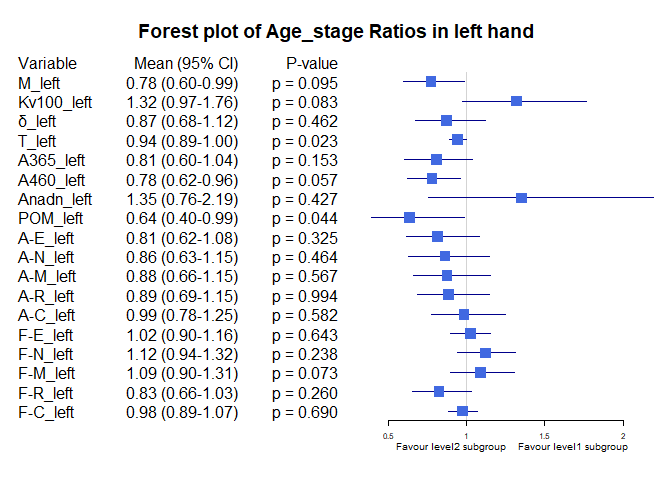 Forest plot of Age_stage Ratios in left hand
Variable Mean (95% CI) P-value
M_left 0.78 (0.60-0.99) p = 0.095
Kv100_left 1.32 (0.97-1.76) p = 0.083
δ_left 0.87 (0.68-1.12) p = 0.462
T_left 0.94 (0.89-1.00) p = 0.023
A365_left 0.81 (0.60-1.04) p = 0.153
A460_left 0.78 (0.62-0.96) p = 0.057
Anadn_left 1.35 (0.76-2.19) p = 0.427
POM_left 0.64 (0.40-0.99) p = 0.044
A-E_left 0.81 (0.62-1.08) p = 0.325
A-N_left 0.86 (0.63-1.15) p = 0.464
A-M_left 0.88 (0.66-1.15) p = 0.567
A-R_left 0.89 (0.69-1.15) p = 0.994
A-C_left 0.99 (0.78-1.25) p = 0.582
F-E_left 1.02 (0.90-1.16) p = 0.643
F-N_left 1.12 (0.94-1.32) p = 0.238
F-M_left 1.09 (0.90-1.31) p = 0.073
F-R_left 0.83 (0.66-1.03) p = 0.260
F-C_left 0.98 (0.89-1.07) p = 0.690
0.5 1 1.5 2
Favour level2 subgroup Favour level1 subgroup